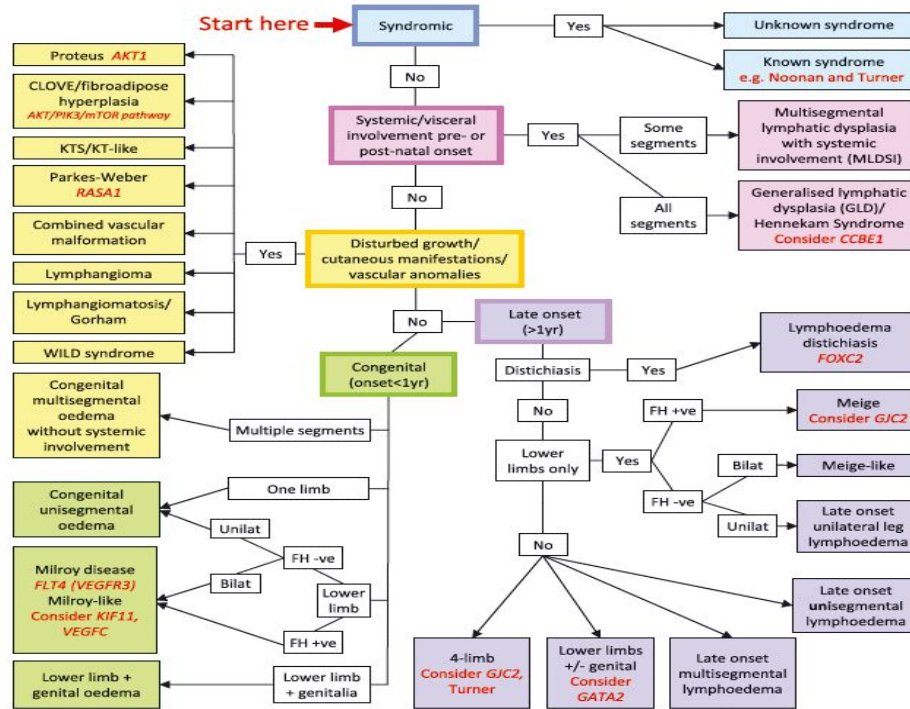 Start here
Syndromic
Yes
Unknown syndrome
Known syndrome
e.g. Noonan and Turner
No
Systemic/visceral
involvement pre- or
post-natal onset
Yes
Some
segments
Multisegmental
lymphatic dysplasia
with systemic
involvement (MLDSI)
All
segments
Generalised lymphatic
dysplasia (GLD)/
Hennekam Syndrome
Consider CCBE1
No
Disturbed growth/
cutaneous manifestations/
vascular anomalies
Yes
Proteus AKT1
CLOVE/fibroadipose
hyperplasia
AKT/PIK3/mTOR pathway
KTS/KT-like
Parkes-Weber
RASA1
Combined vascular
malformation
Lymphangioma
Lymphangiomatosis/
Gorham
WILD syndrome
No
Congenital
(onset<1yr)
Multiple segments
Congenital
multisegmental
oedema
without systemic
involvement
One limb
Congenital
unisegmental
oedema
Unilat
FH -ve
Bilat
Lower
limb
FH +ve
Milroy disease
FLT4 (VEGFR3)
Milroy-like
Consider KIF11,
VEGFC
Lower limb
+ genitalia
Lower limb +
genital oedema
Late onset
(>1yr)
Distichiasis
Yes
Lymphoedema
distichiasis
FOXC2
No
Lower
limbs only
Yes
FH +ve
Meige
Consider GJC2
FH -ve
Bilat
Meige-like
Unilat
Late onset
unilateral leg
lymphoedema
No
4-limb
Consider GJC2,
Turner
Lower limbs
+/- genital
Consider
GATA2
Late onset
multisegmental
lymphoedema
Late onset
unisegmental
lymphoedema